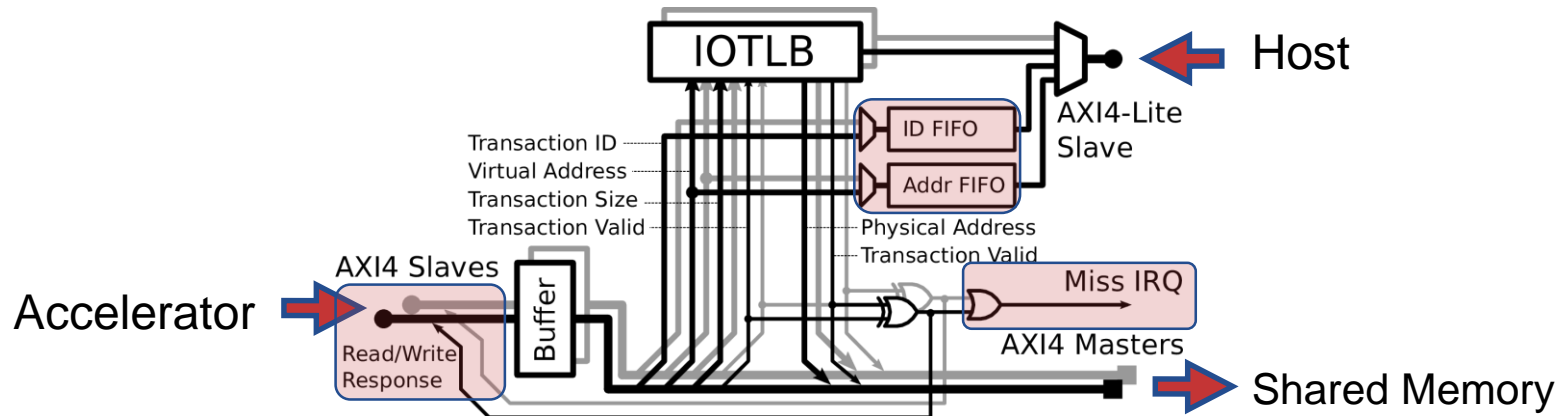 IOTLB
Host
AXI4-Lite
Slave
ID FIFO
Addr FIFO
Transaction ID
Virtual Address
Transaction Size
Transaction Valid
Physical Address
Transaction Valid
AXI4 Slaves
Accelerator
Buffer
Read/Write
Response
Miss IRQ
AXI4 Masters
Shared Memory